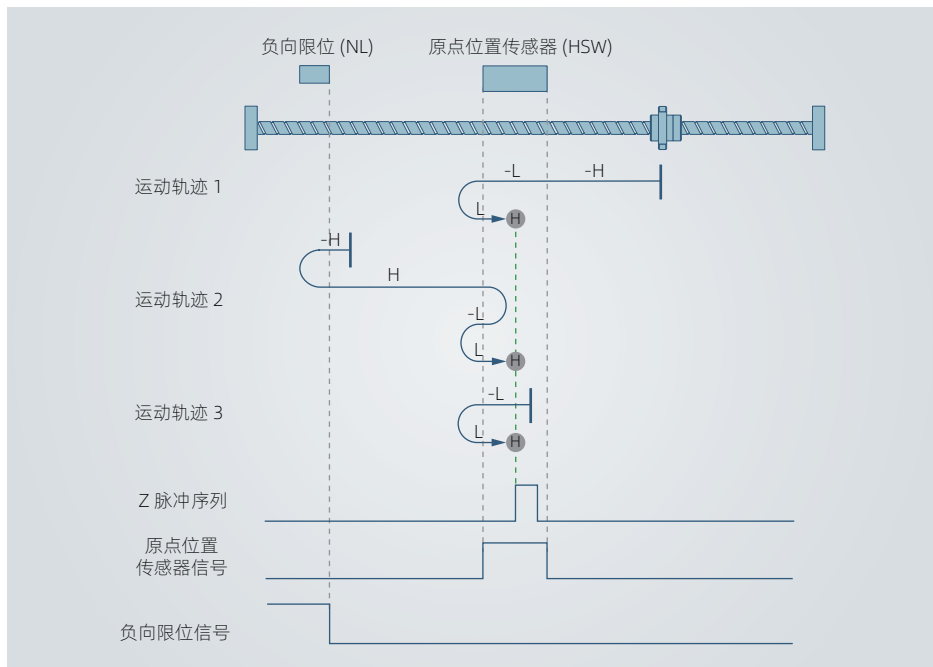 负向限位 (NL)
原点位置传感器 (HSW)
运动轨迹 1
-L
-H
L
H
-H
H
运动轨迹 2
-L
L
H
运动轨迹 3
-L
L
H
Z 脉冲序列
原点位置
传感器信号
负向限位信号